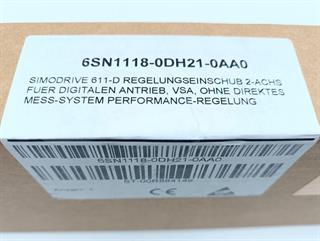 6SN1118-0DH21-0AA0
SIMODRIVE 611-D REGELUNGSEINSCHUB 2-ACHS
FUER DIGITALEN ANTRIEB, VSA, OHNE DIREKTES
MESS-SYSTEM PERFORMANCE-REGELUNG
6SN1118-0DH21-0AA0